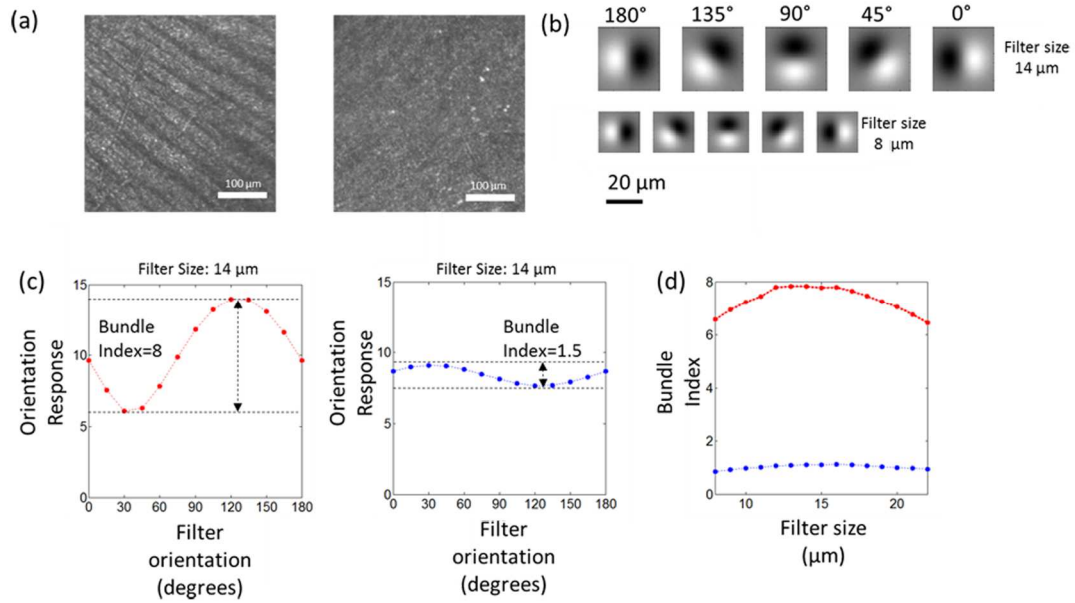 (a)
100 μm
100 μm
(b)
180° 135° 90° 45° 0°
Filter size
14 μm
Filter size
8 μm
20 μm
(c)
Filter Size: 14 μm
15
10
5
0
Orientation
Response
Bundle
Index=8
0 30 60 90 120 150 180
Filter
orientation
(degrees)
Filter Size: 14 μm
15
10
5
0
Orientation
Response
Bundle
Index=1.5
0 30 60 90 120 150 180
Filter
orientation
(degrees)
(d)
8
6
4
2
0
Bundle
Index
10 15 20
Filter size
(μm)